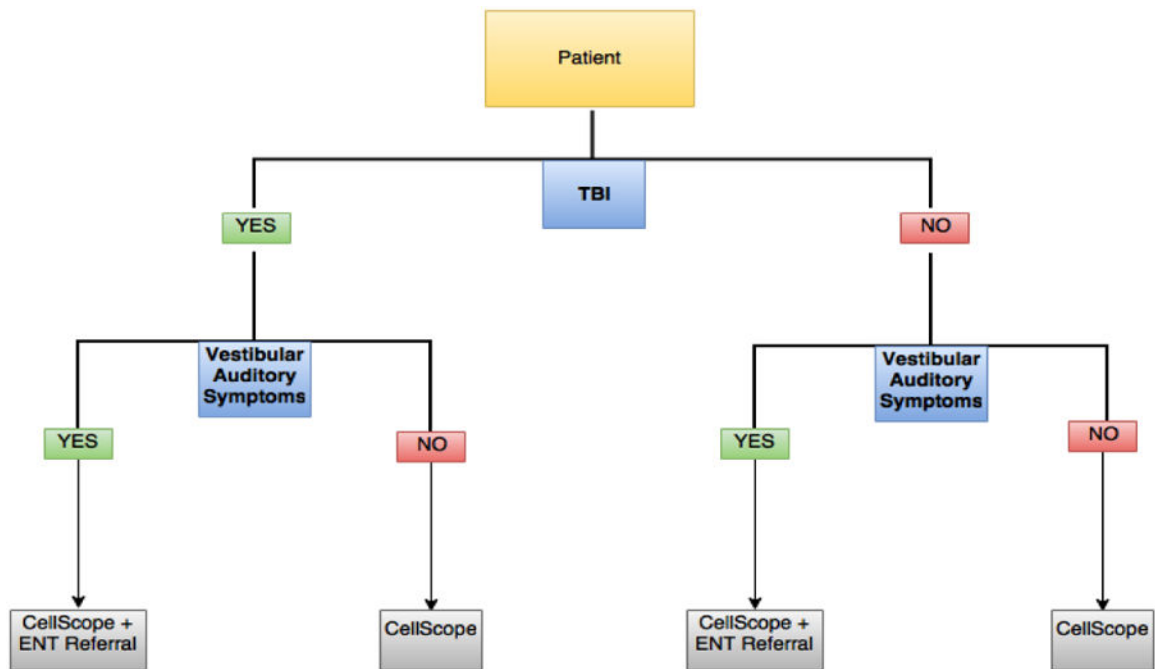 Patient
TBI
YES
NO
Vestibular
Auditory
Symptoms
Vestibular
Auditory
Symptoms
YES
NO
YES
NO
CellScope +
ENT Referral
CellScope
CellScope +
ENT Referral
CellScope